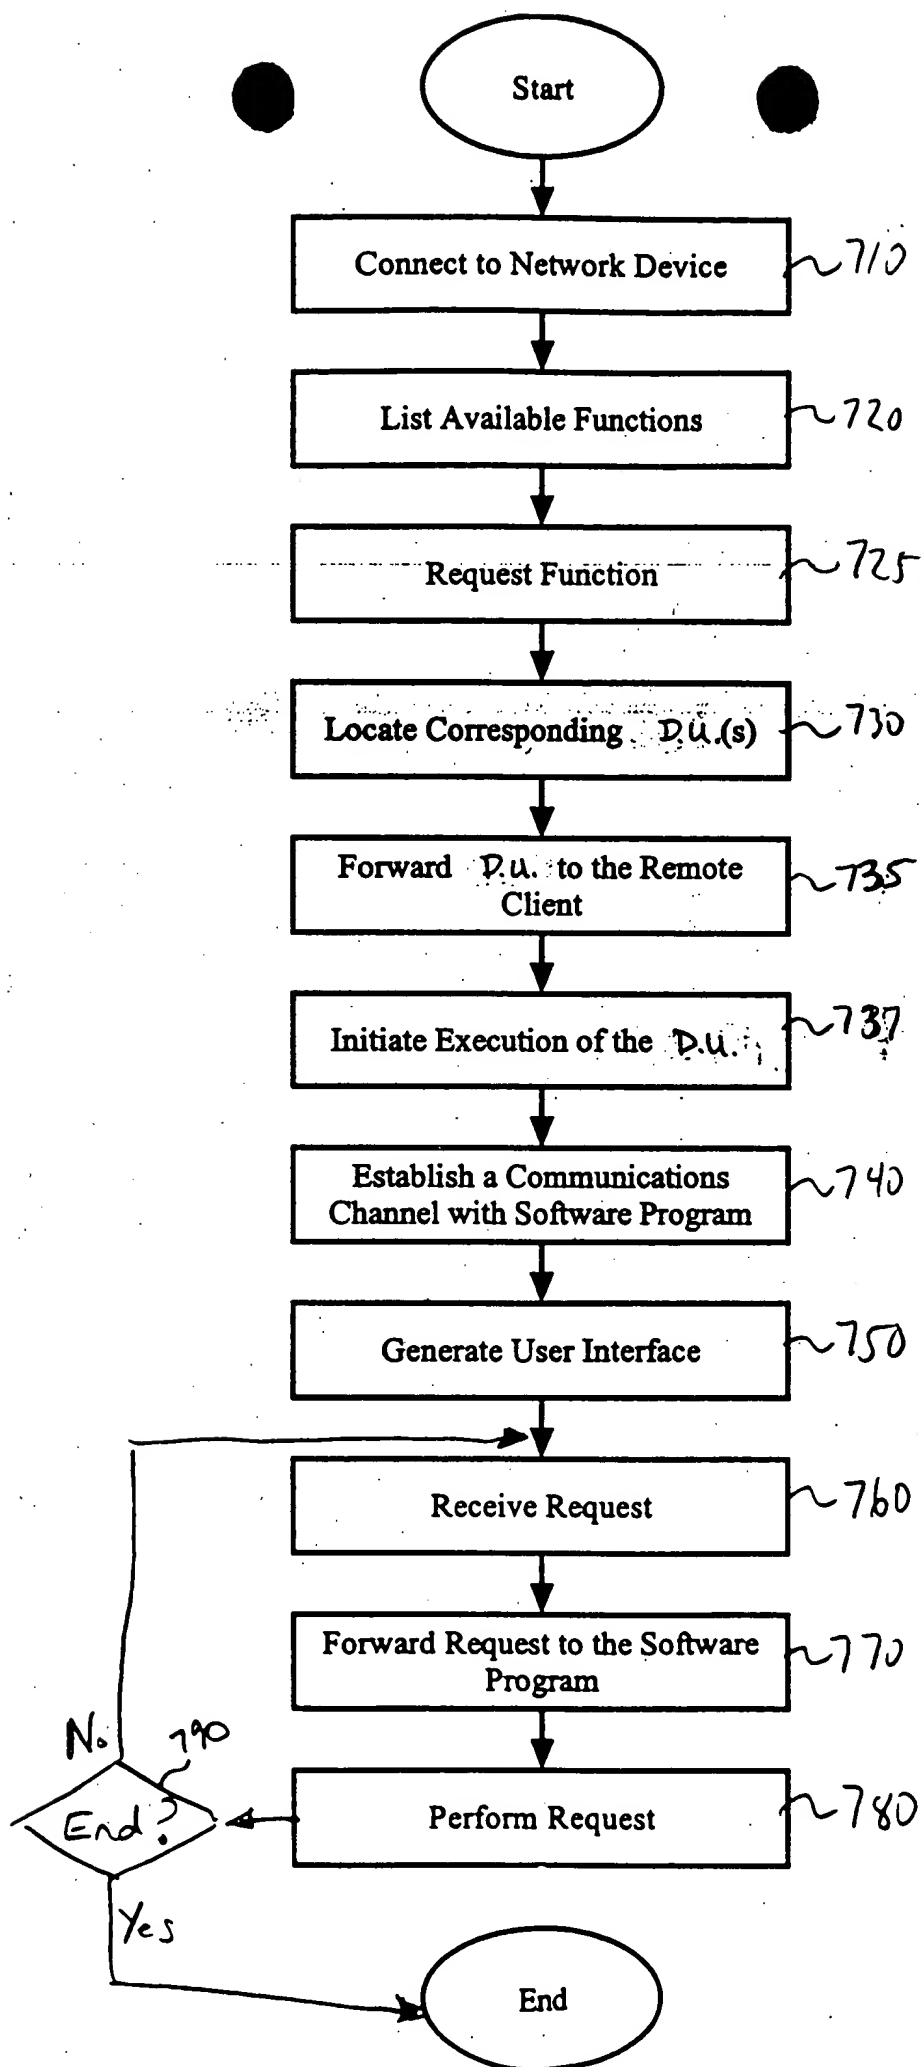 Start
Connect to Network Device
710
List Available Functions
720
Request Function
725
Locate Corresponding D.U.(s)
730
Forward D.U. to the Remote
Client
735
Initiate Execution of the D.U.
737
Establish a Communications
Channel with Software Program
740
Generate User Interface
750
Receive Request
760
Forward Request to the Software
Program
770
No
790
End?
Perform Request
780
Yes
End